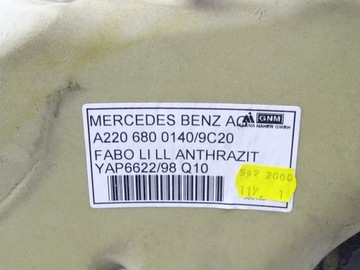 MERCEDES BENZ AG GNM
A220 680 0140/9C20
FABO LI LL ANTHRAZIT
YAP6622/98 Q10